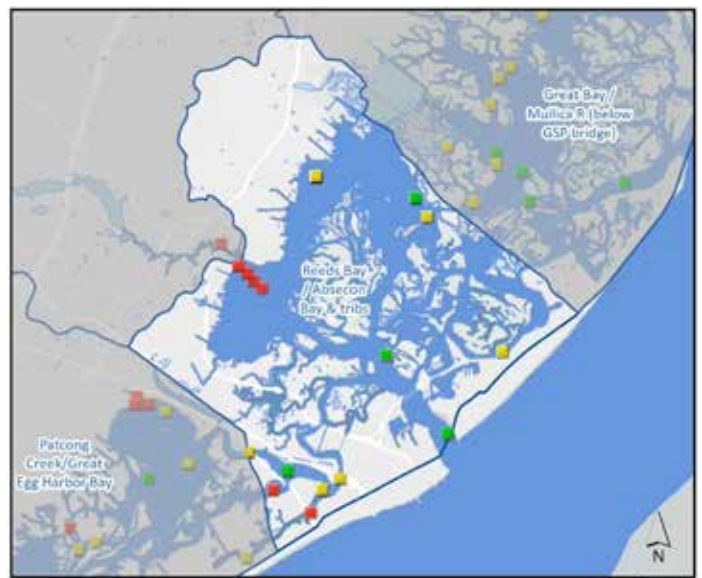 Great Bay /
Mullica R (below
GSP bridge)
Reeds Bay
/ Absecon
Bay & tribs
Patcong
Creek/Great
Egg Harbor Bay
N